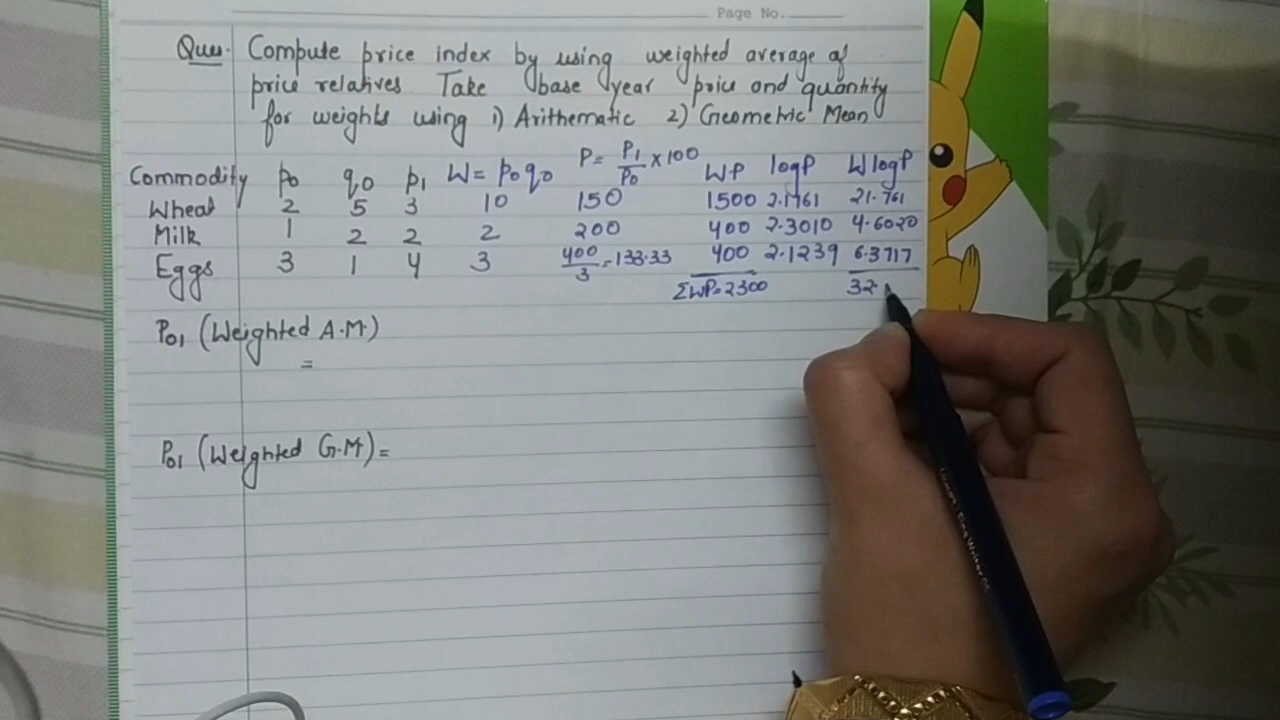 Page No.
Ques. Compute price index by using weighted average of
price relatives. Take base year price and quantity
for weights using 1) Arithematic 2) Geometric Mean
Commodity p0 q0 p1 W = p0 q0 P = P1/P0 x 100 WP logP WlogP
Wheat 2 5 3 10 150 1500 2.1761 21.761
Milk 1 2 2 2 200 400 2.3010 4.6020
Eggs 3 1 4 3 400/3 = 133.33 400 2.1239 6.3717
ΣWP = 2300 32
P01 (Weighted A.M)
=
P01 (Weighted G.M) =